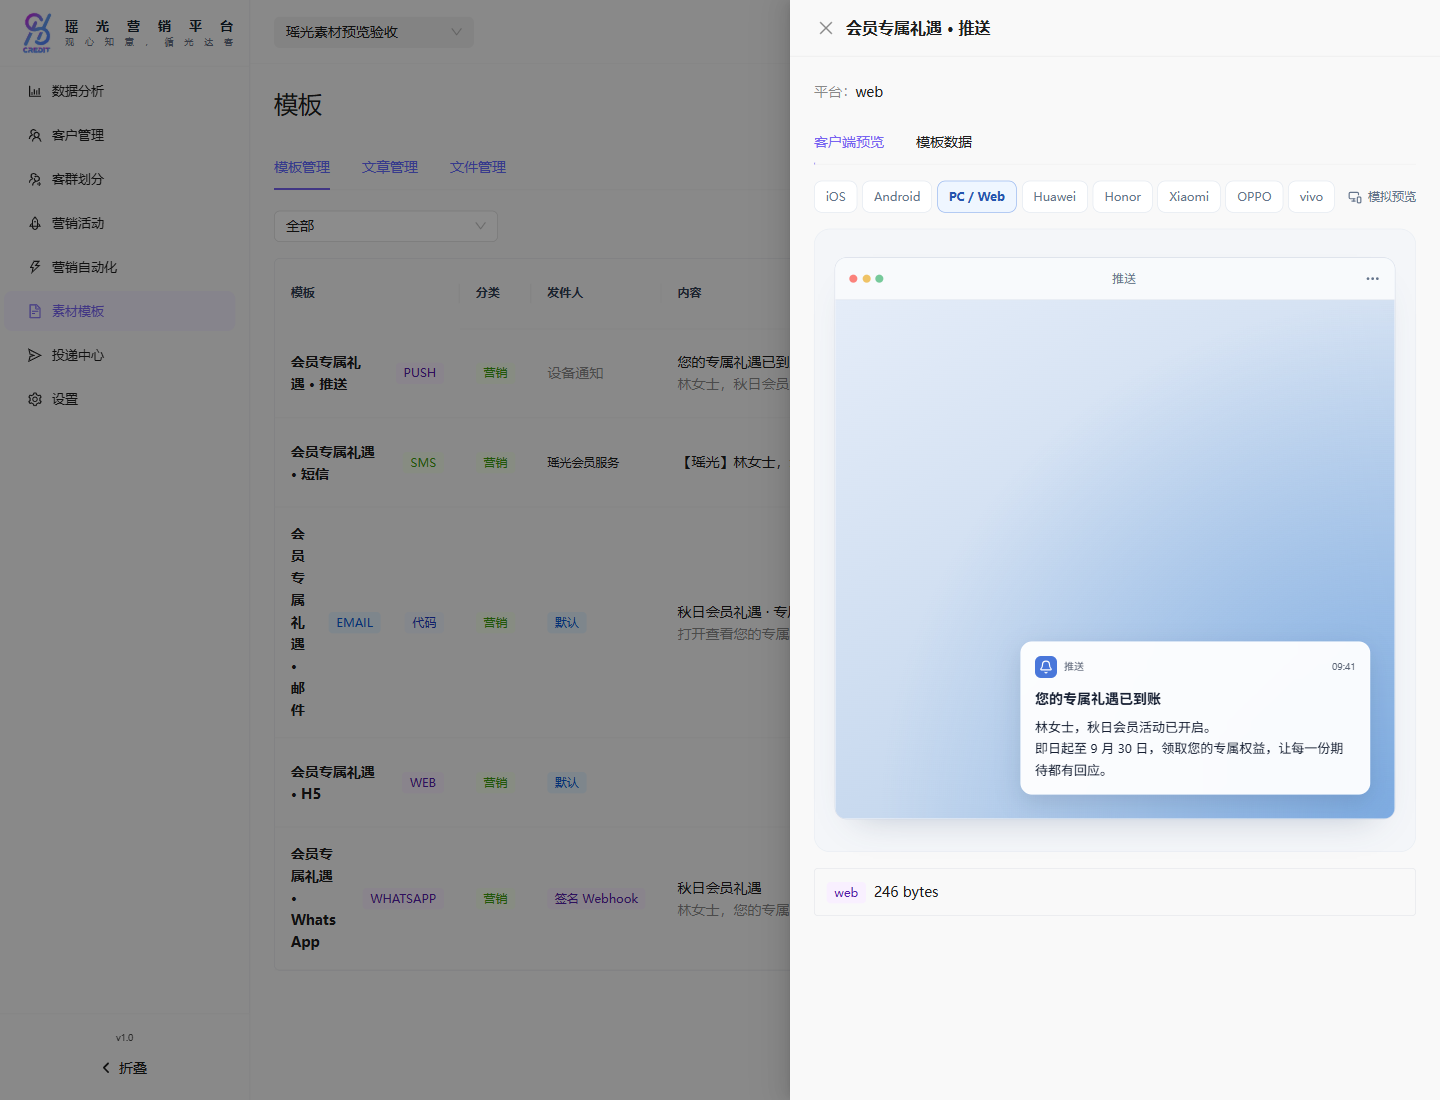 瑶光营销平台
观心知意，循光达客
CREDIT
数据分析
客户管理
客群划分
营销活动
营销自动化
素材模板
投递中心
设置
v1.0
折叠
瑶光素材预览验收
模板
模板管理 文章管理 文件管理
全部
模板 分类 发件人 内容
会员专属礼
遇 • 推送
PUSH 营销 设备通知
您的专属礼遇已到
林女士，秋日会员
会员专属礼遇
• 短信
SMS 营销 瑶光会员服务 【瑶光】林女士，
会
员
专
属
礼
遇
•
邮
件
EMAIL 代码 营销 默认
秋日会员礼遇 · 专
打开查看您的专属
会员专属礼遇
• H5
WEB 营销 默认
会员专
属礼遇
•
Whats
App
WHATSAPP 营销 签名 Webhook
秋日会员礼遇
林女士，您的专属
会员专属礼遇 • 推送
平台：web
客户端预览 模板数据
iOS Android PC / Web Huawei Honor Xiaomi OPPO vivo 模拟预览
推送
推送 09:41
您的专属礼遇已到账
林女士，秋日会员活动已开启。
即日起至 9 月 30 日，领取您的专属权益，让每一份期
待都有回应。
web 246 bytes